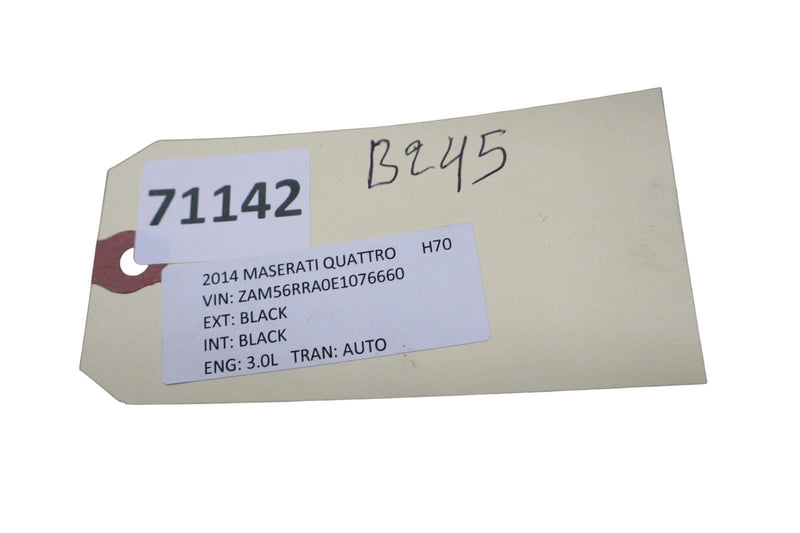 B245
71142
2014 MASERATI QUATTRO H70
VIN: ZAM56RRA0E1076660
EXT: BLACK
INT: BLACK
ENG: 3.0L TRAN: AUTO